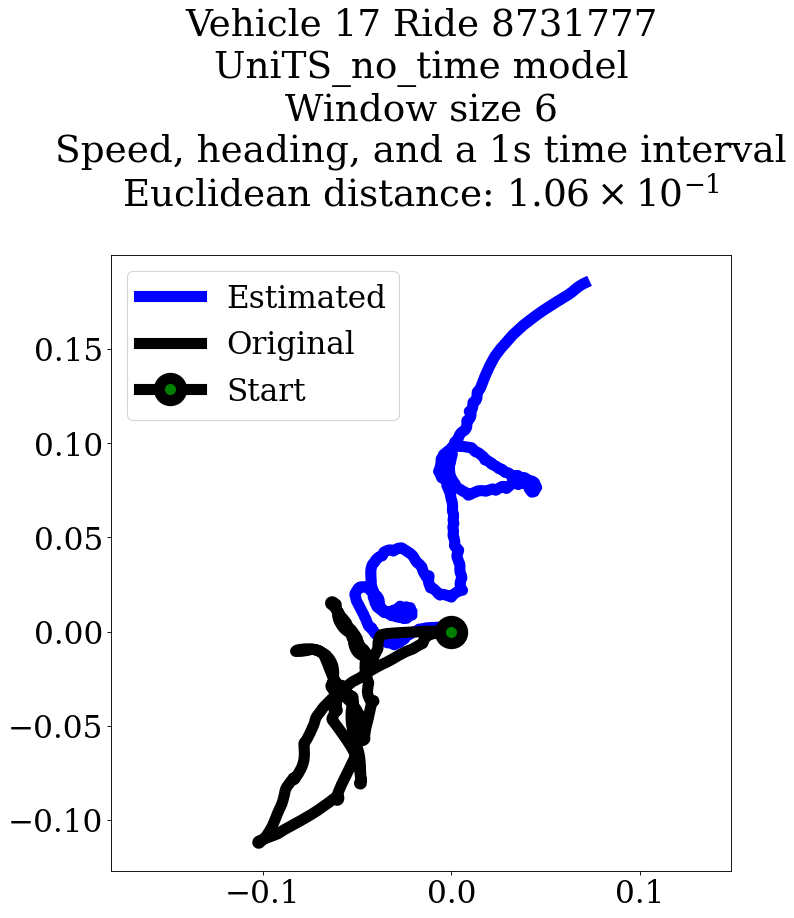 Vehicle 17 Ride 8731777
UniTS_no_time model
Window size 6
Speed, heading, and a 1s time interval
Euclidean distance: 1.06 × 10⁻¹
Estimated
Original
Start
0.15
0.10
0.05
0.00
−0.05
−0.10
−0.1 0.0 0.1